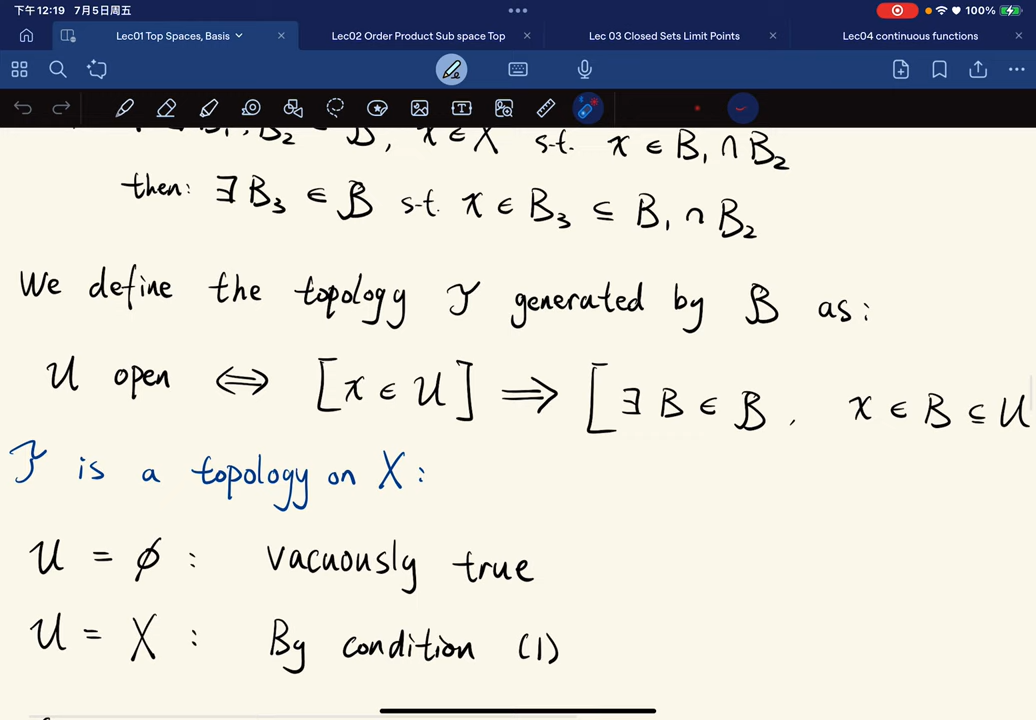 下午12:19 7月5日周五
100%
Lec01 Top Spaces, Basis
Lec02 Order Product Sub space Top
Lec 03 Closed Sets Limit Points
Lec04 continuous functions
B₂ ℬ, x ∈ X s.t. x ∈ B₁ ∩ B₂
then: ∃ B₃ ∈ ℬ s.t. x ∈ B₃ ⊆ B₁ ∩ B₂
We define the topology 𝒯 generated by ℬ as:
U open ⇔ [x ∈ U] ⇒ [∃ B ∈ ℬ, x ∈ B ⊆ U
𝒯 is a topology on X:
U = ∅ : vacuously true
U = X : By condition (1)